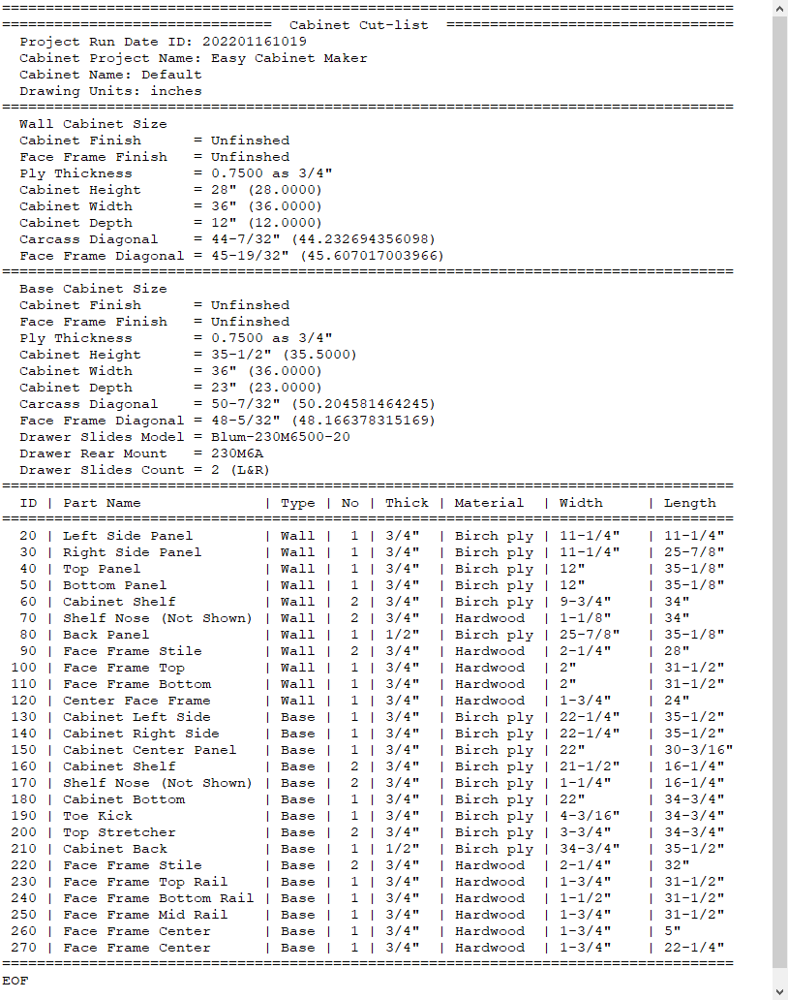 ====================================================================================
=============================== Cabinet Cut-list =================================
Project Run Date ID: 202201161019
Cabinet Project Name: Easy Cabinet Maker
Cabinet Name: Default
Drawing Units: inches
====================================================================================
Wall Cabinet Size
Cabinet Finish      = Unfinshed
Face Frame Finish   = Unfinshed
Ply Thickness       = 0.7500 as 3/4"
Cabinet Height      = 28" (28.0000)
Cabinet Width       = 36" (36.0000)
Cabinet Depth       = 12" (12.0000)
Carcass Diagonal    = 44-7/32" (44.232694356098)
Face Frame Diagonal = 45-19/32" (45.607017003966)
====================================================================================
Base Cabinet Size
Cabinet Finish      = Unfinshed
Face Frame Finish   = Unfinshed
Ply Thickness       = 0.7500 as 3/4"
Cabinet Height      = 35-1/2" (35.5000)
Cabinet Width       = 36" (36.0000)
Cabinet Depth       = 23" (23.0000)
Carcass Diagonal    = 50-7/32" (50.204581464245)
Face Frame Diagonal = 48-5/32" (48.166378315169)
Drawer Slides Model = Blum-230M6500-20
Drawer Rear Mount   = 230M6A
Drawer Slides Count = 2 (L&R)
====================================================================================
ID | Part Name | Type | No | Thick | Material | Width | Length
====================================================================================
20 | Left Side Panel | Wall | 1 | 3/4" | Birch ply | 11-1/4" | 11-1/4"
30 | Right Side Panel | Wall | 1 | 3/4" | Birch ply | 11-1/4" | 25-7/8"
40 | Top Panel | Wall | 1 | 3/4" | Birch ply | 12" | 35-1/8"
50 | Bottom Panel | Wall | 1 | 3/4" | Birch ply | 12" | 35-1/8"
60 | Cabinet Shelf | Wall | 2 | 3/4" | Birch ply | 9-3/4" | 34"
70 | Shelf Nose (Not Shown) | Wall | 2 | 3/4" | Hardwood | 1-1/8" | 34"
80 | Back Panel | Wall | 1 | 1/2" | Birch ply | 25-7/8" | 35-1/8"
90 | Face Frame Stile | Wall | 2 | 3/4" | Hardwood | 2-1/4" | 28"
100 | Face Frame Top | Wall | 1 | 3/4" | Hardwood | 2" | 31-1/2"
110 | Face Frame Bottom | Wall | 1 | 3/4" | Hardwood | 2" | 31-1/2"
120 | Center Face Frame | Wall | 1 | 3/4" | Hardwood | 1-3/4" | 24"
130 | Cabinet Left Side | Base | 1 | 3/4" | Birch ply | 22-1/4" | 35-1/2"
140 | Cabinet Right Side | Base | 1 | 3/4" | Birch ply | 22-1/4" | 35-1/2"
150 | Cabinet Center Panel | Base | 1 | 3/4" | Birch ply | 22" | 30-3/16"
160 | Cabinet Shelf | Base | 2 | 3/4" | Birch ply | 21-1/2" | 16-1/4"
170 | Shelf Nose (Not Shown) | Base | 2 | 3/4" | Birch ply | 1-1/4" | 16-1/4"
180 | Cabinet Bottom | Base | 1 | 3/4" | Birch ply | 22" | 34-3/4"
190 | Toe Kick | Base | 1 | 3/4" | Birch ply | 4-3/16" | 34-3/4"
200 | Top Stretcher | Base | 2 | 3/4" | Birch ply | 3-3/4" | 34-3/4"
210 | Cabinet Back | Base | 1 | 1/2" | Birch ply | 34-3/4" | 35-1/2"
220 | Face Frame Stile | Base | 2 | 3/4" | Hardwood | 2-1/4" | 32"
230 | Face Frame Top Rail | Base | 1 | 3/4" | Hardwood | 1-3/4" | 31-1/2"
240 | Face Frame Bottom Rail | Base | 1 | 3/4" | Hardwood | 1-1/2" | 31-1/2"
250 | Face Frame Mid Rail | Base | 1 | 3/4" | Hardwood | 1-3/4" | 31-1/2"
260 | Face Frame Center | Base | 1 | 3/4" | Hardwood | 1-3/4" | 5"
270 | Face Frame Center | Base | 1 | 3/4" | Hardwood | 1-3/4" | 22-1/4"
====================================================================================
EOF